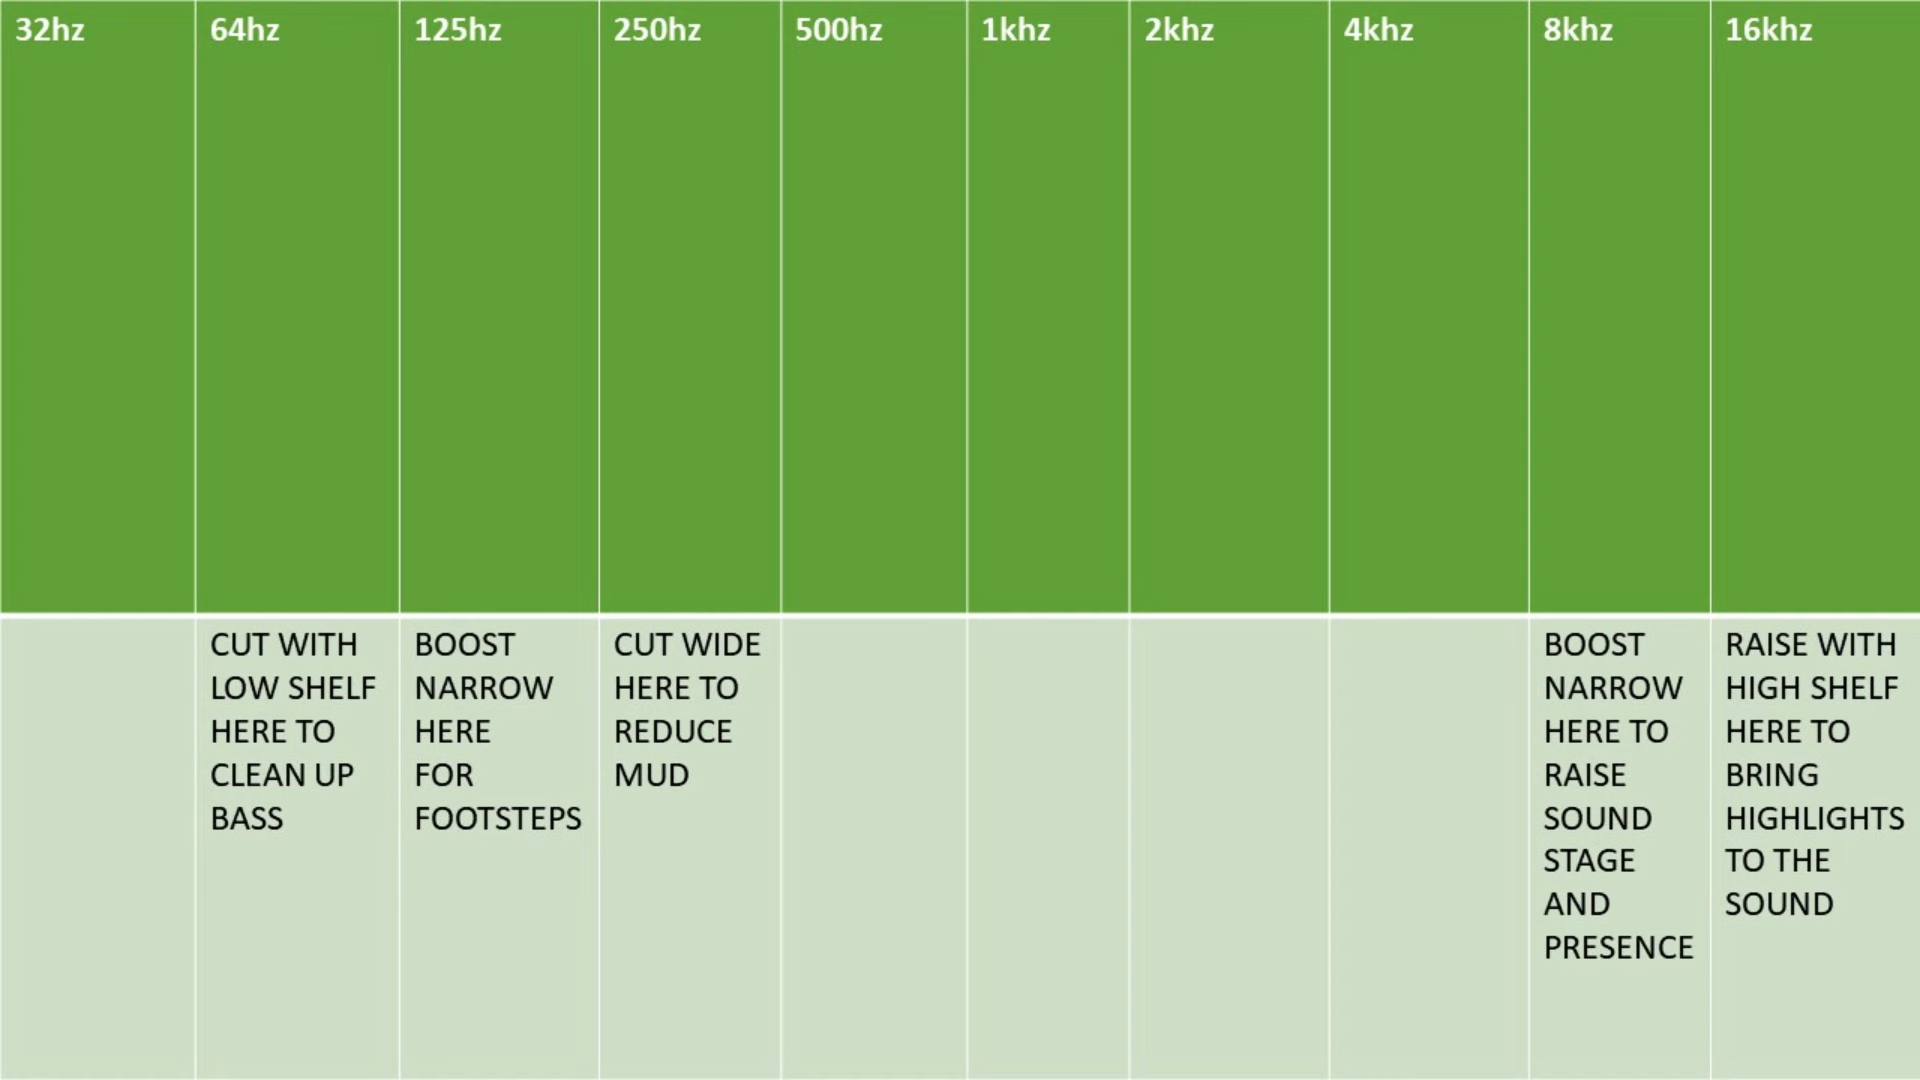 32hz
64hz
125hz
250hz
500hz
1khz
2khz
4khz
8khz
16khz
CUT WITH
LOW SHELF
HERE TO
CLEAN UP
BASS
BOOST
NARROW
HERE
FOR
FOOTSTEPS
CUT WIDE
HERE TO
REDUCE
MUD
BOOST
NARROW
HERE TO
RAISE
SOUND
STAGE
AND
PRESENCE
RAISE WITH
HIGH SHELF
HERE TO
BRING
HIGHLIGHTS
TO THE
SOUND